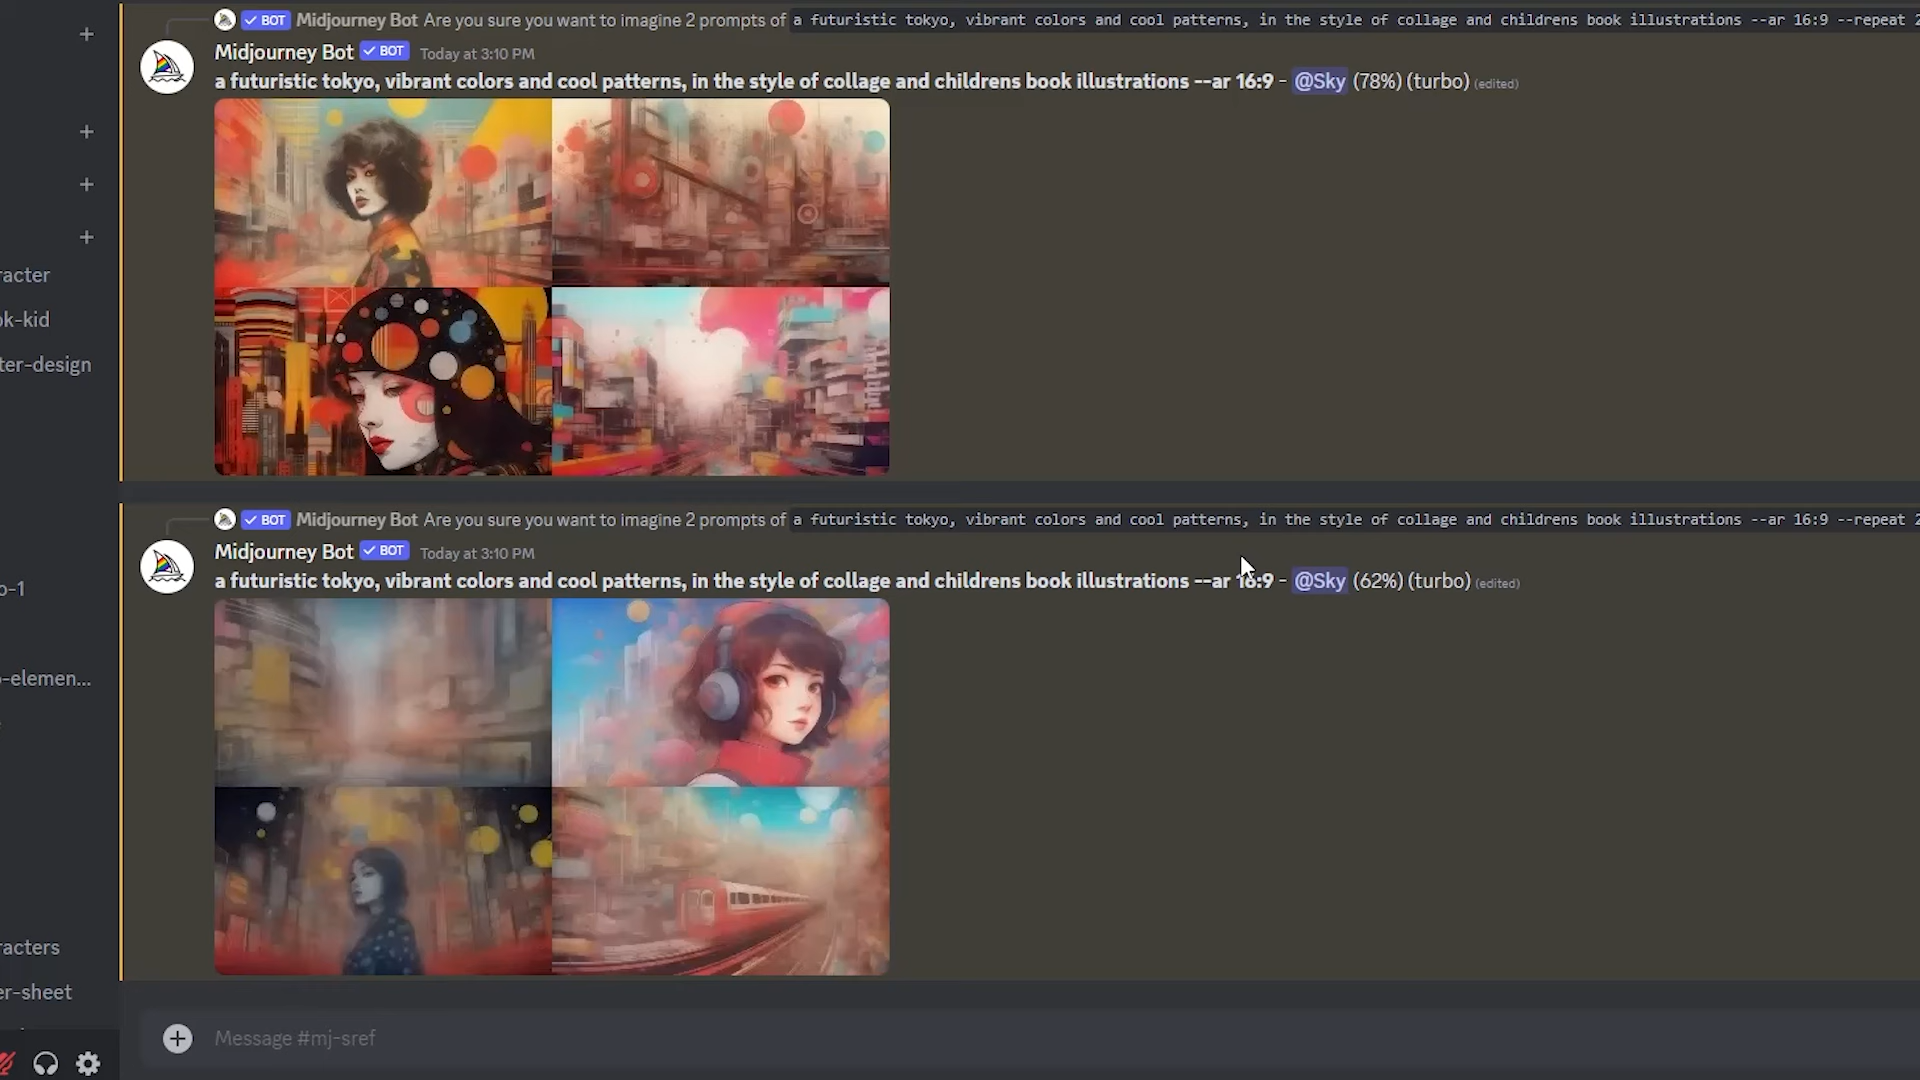 BOT Midjourney Bot Are you sure you want to imagine 2 prompts of a futuristic tokyo, vibrant colors and cool patterns, in the style of collage and childrens book illustrations --ar 16:9 --repeat 2
Midjourney Bot BOT Today at 3:10 PM
a futuristic tokyo, vibrant colors and cool patterns, in the style of collage and childrens book illustrations --ar 16:9 - @Sky (78%) (turbo) (edited)
racter
ok-kid
ter-design
BOT Midjourney Bot Are you sure you want to imagine 2 prompts of a futuristic tokyo, vibrant colors and cool patterns, in the style of collage and childrens book illustrations --ar 16:9 --repeat 2
Midjourney Bot BOT Today at 3:10 PM
a futuristic tokyo, vibrant colors and cool patterns, in the style of collage and childrens book illustrations --ar 16:9 - @Sky (62%) (turbo) (edited)
o-1
o-elemen...
racters
er-sheet
Message #mj-sref